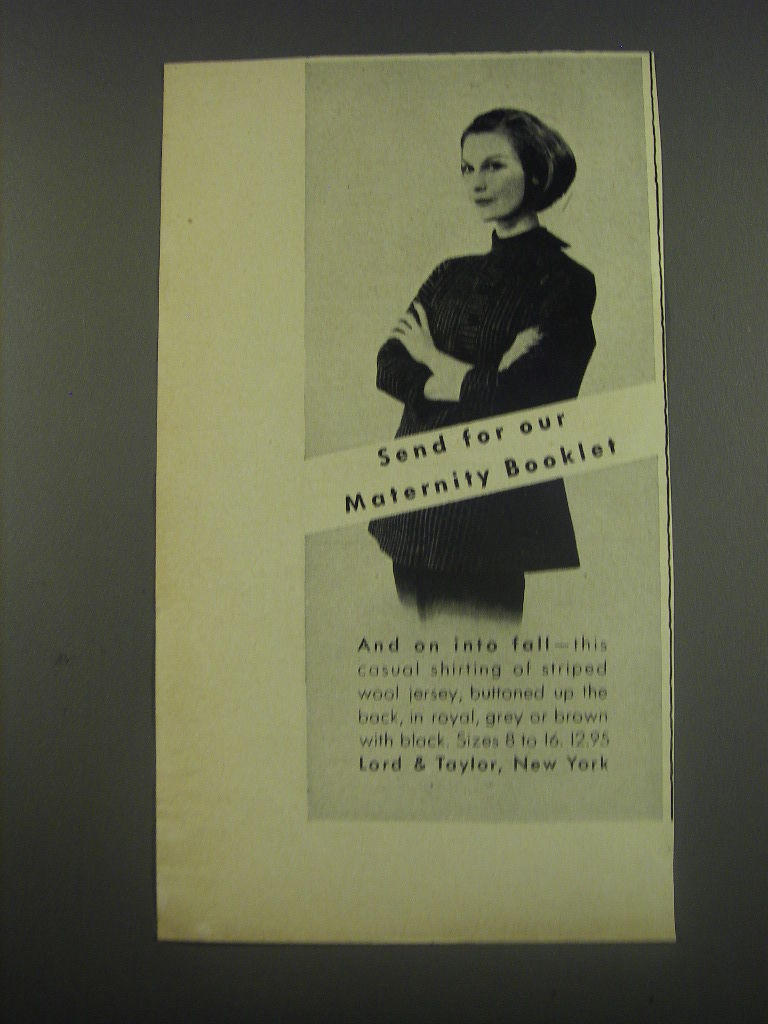 Send for our
Maternity Booklet
And on into fall—this
casual shirting of striped
wool jersey, buttoned up the
back, in royal, grey or brown
with black. Sizes 8 to 16. 12.95
Lord & Taylor, New York